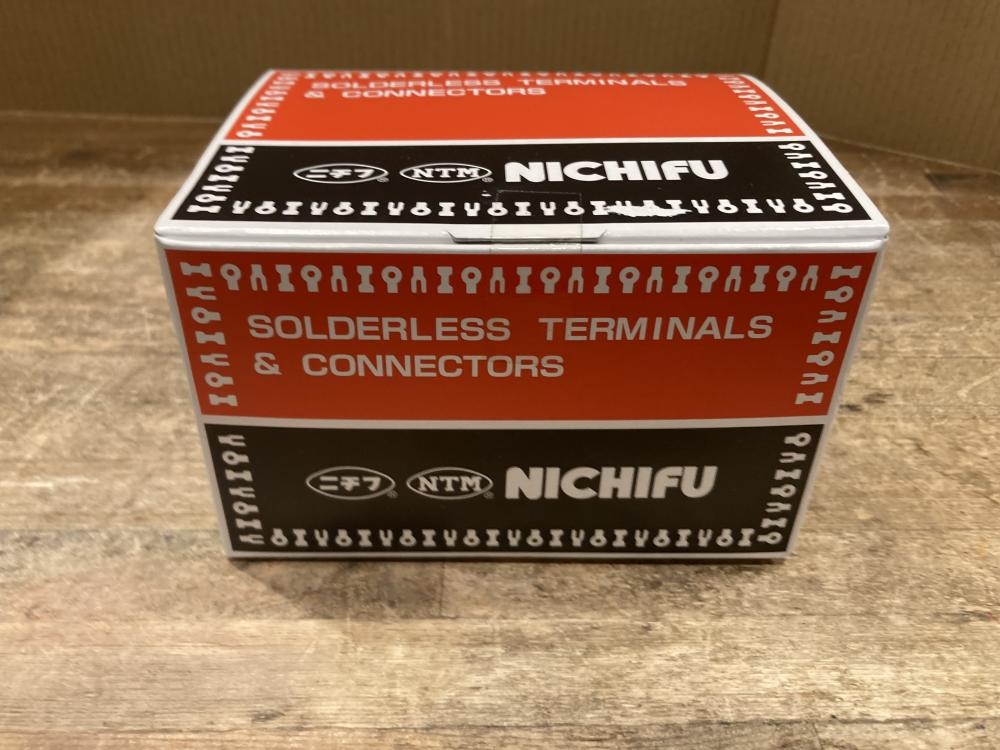 SOLDERLESS TERMINALS
& CONNECTORS
ニチフ® NTM® NICHIFU
SOLDERLESS TERMINALS
& CONNECTORS
ニチフ® NTM® NICHIFU